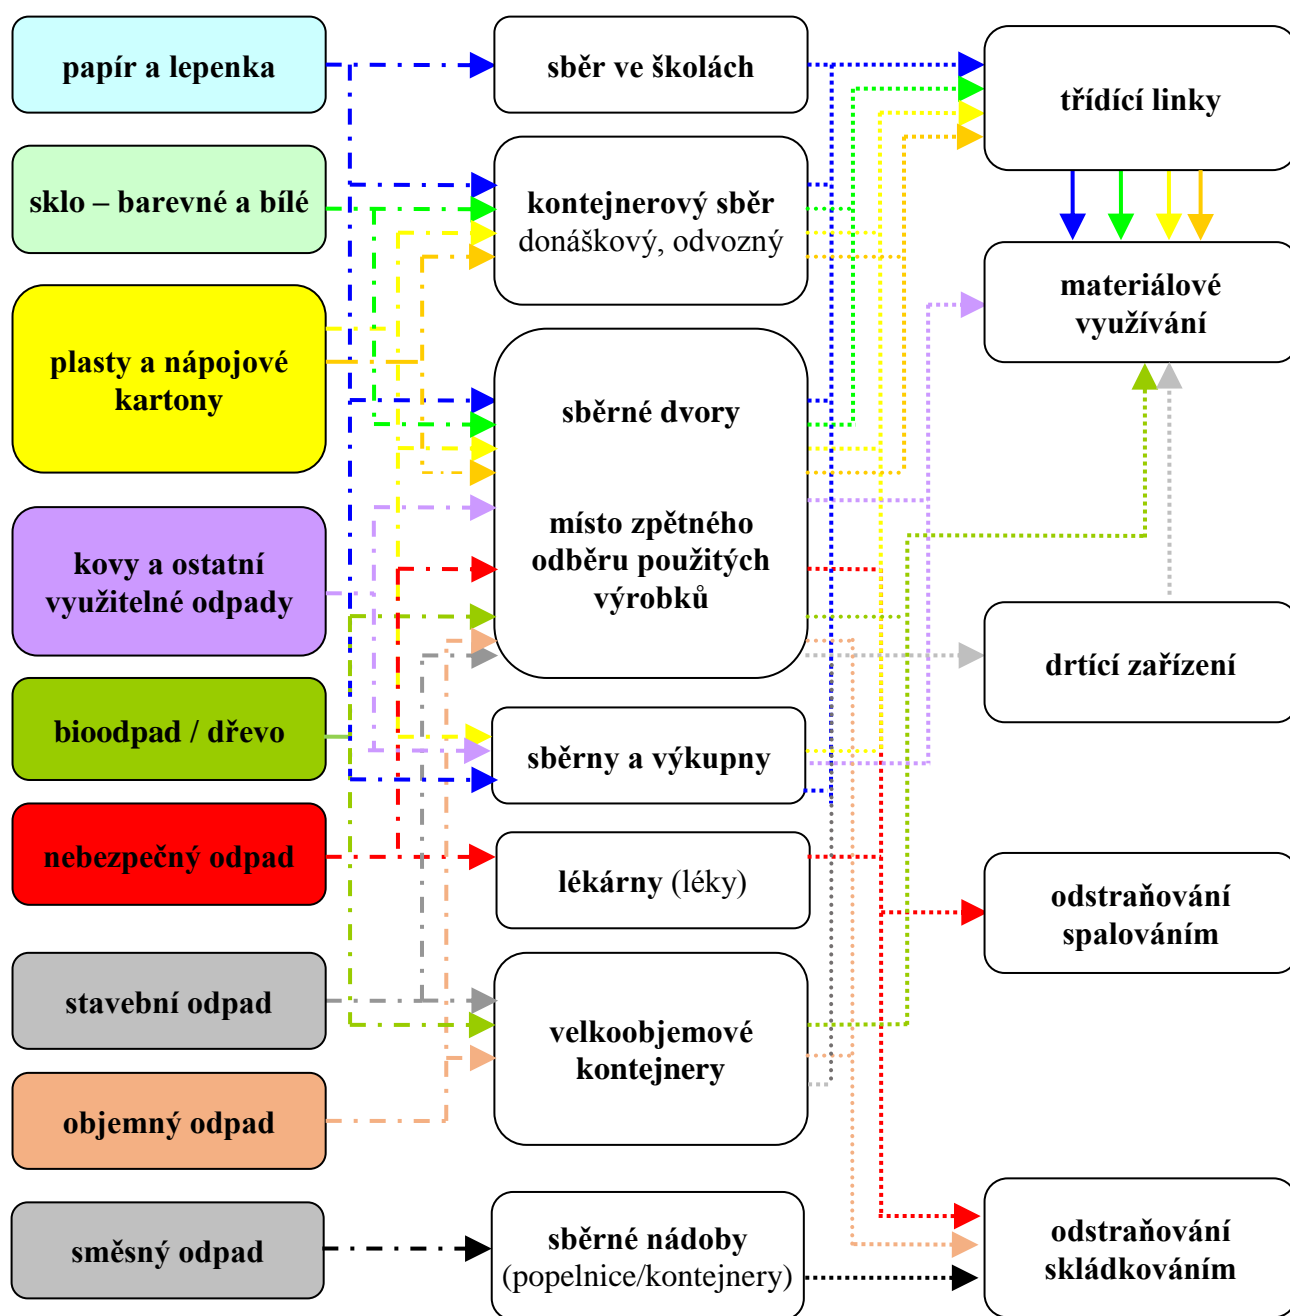 papír a lepenka
sklo – barevné a bílé
plasty a nápojové
kartony
kovy a ostatní
využitelné odpady
bioodpad / dřevo
nebezpečný odpad
stavební odpad
objemný odpad
směsný odpad
sběr ve školách
kontejnerový sběr
donáškový, odvozný
sběrné dvory
místo zpětného
odběru použitých
výrobků
sběrny a výkupny
lékárny (léky)
velkoobjemové
kontejnery
sběrné nádoby
(popelnice/kontejnery)
třídící linky
materiálové
využívání
drtící zařízení
odstraňování
spalováním
odstraňování
skládkováním